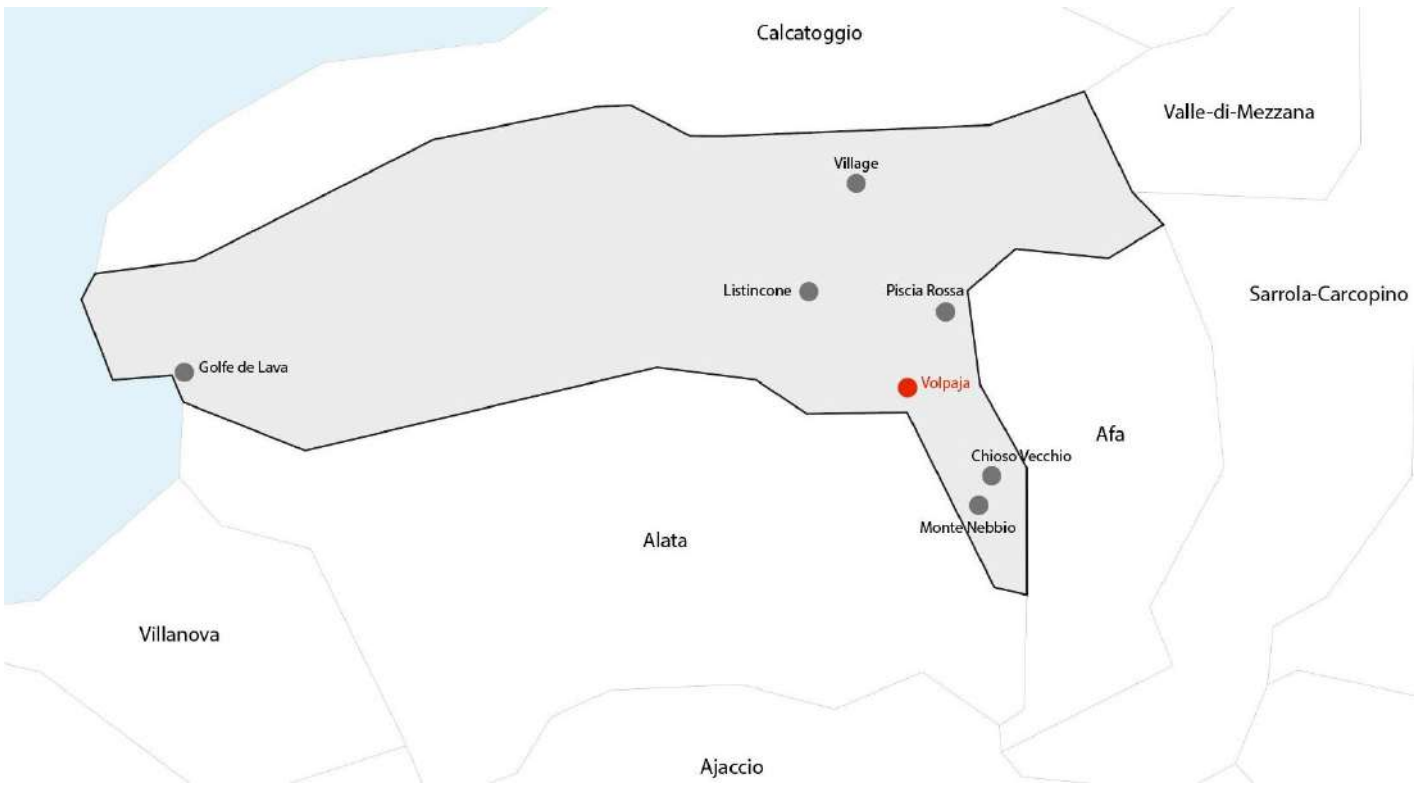 Calcatoggio
Valle-di-Mezzana
Village
Listincone
Piscia Rossa
Sarrola-Carcopino
Golfe de Lava
Volpaja
Afa
Chioso Vecchio
Monte Nebbio
Alata
Villanova
Ajaccio